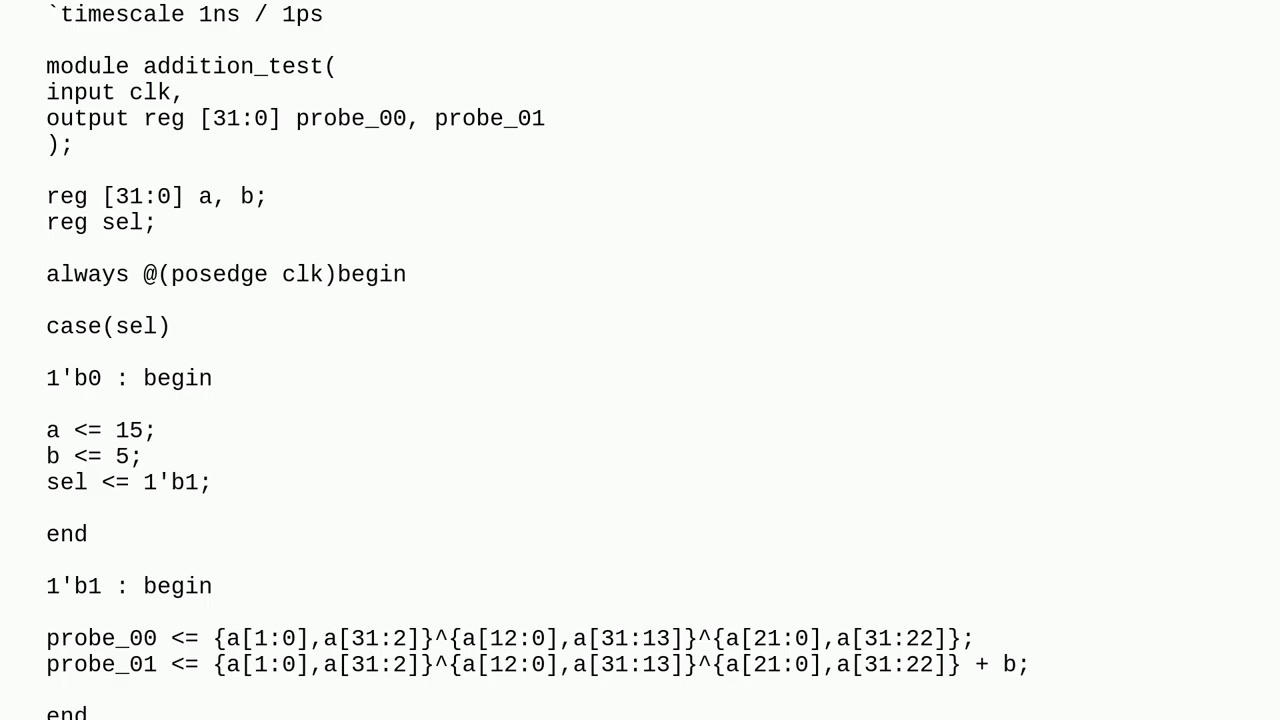 `timescale 1ns / 1ps
module addition_test(
input clk,
output reg [31:0] probe_00, probe_01
);
reg [31:0] a, b;
reg sel;
always @(posedge clk)begin
case(sel)
1'b0 : begin
a <= 15;
b <= 5;
sel <= 1'b1;
end
1'b1 : begin
probe_00 <= {a[1:0],a[31:2]}^{a[12:0],a[31:13]}^{a[21:0],a[31:22]};
probe_01 <= {a[1:0],a[31:2]}^{a[12:0],a[31:13]}^{a[21:0],a[31:22]} + b;
end